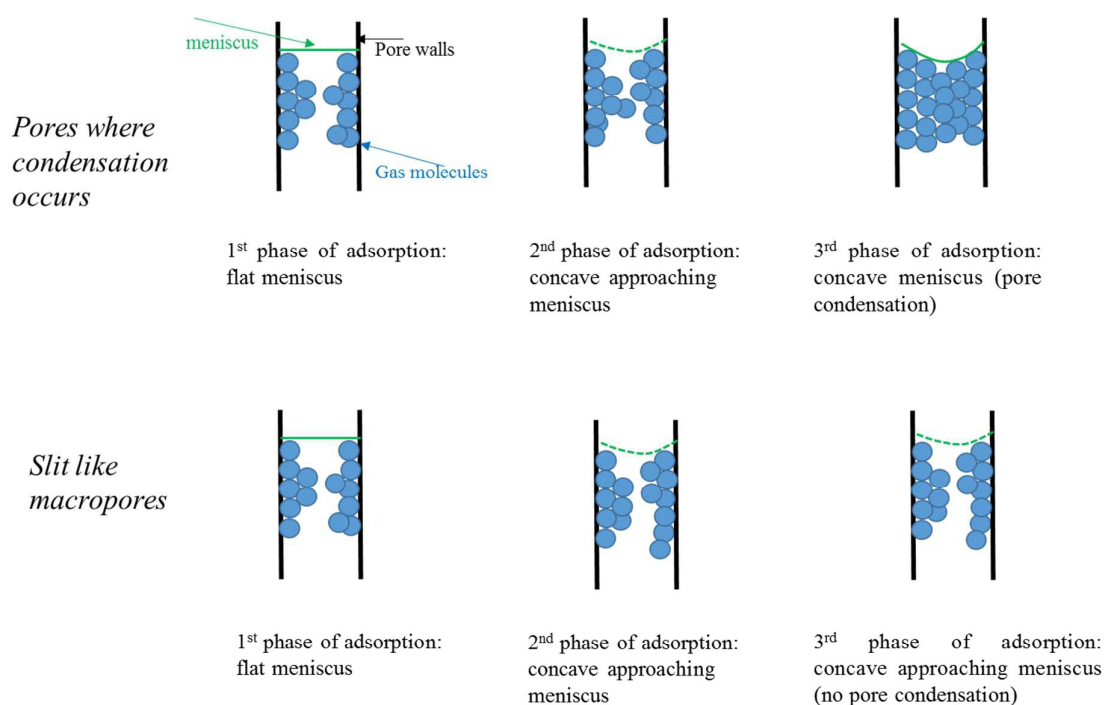 meniscus
Pore walls
Pores where
condensation
occurs
Gas molecules
1st phase of adsorption:
flat meniscus
2nd phase of adsorption:
concave approaching
meniscus
3rd phase of adsorption:
concave meniscus (pore
condensation)
Slit like
macropores
1st phase of adsorption:
flat meniscus
2nd phase of adsorption:
concave approaching
meniscus
3rd phase of adsorption:
concave approaching meniscus
(no pore condensation)